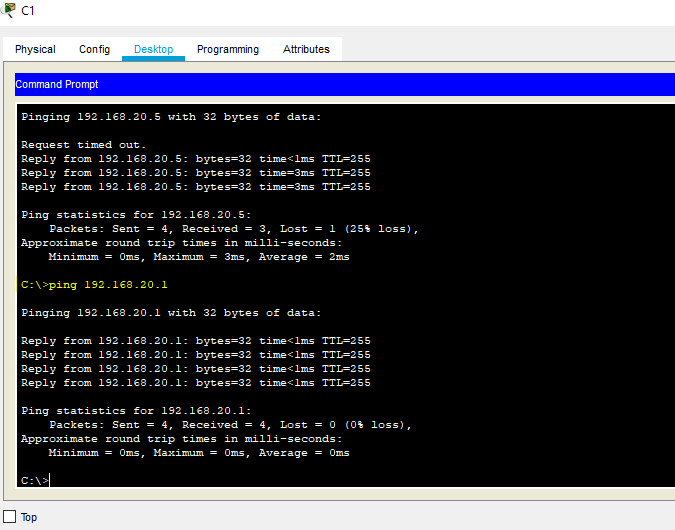 C1
Physical Config Desktop Programming Attributes
Command Prompt
Pinging 192.168.20.5 with 32 bytes of data:
Request timed out.
Reply from 192.168.20.5: bytes=32 time<1ms TTL=255
Reply from 192.168.20.5: bytes=32 time=3ms TTL=255
Reply from 192.168.20.5: bytes=32 time=3ms TTL=255
Ping statistics for 192.168.20.5:
Packets: Sent = 4, Received = 3, Lost = 1 (25% loss),
Approximate round trip times in milli-seconds:
Minimum = 0ms, Maximum = 3ms, Average = 2ms
C:\>ping 192.168.20.1
Pinging 192.168.20.1 with 32 bytes of data:
Reply from 192.168.20.1: bytes=32 time<1ms TTL=255
Reply from 192.168.20.1: bytes=32 time<1ms TTL=255
Reply from 192.168.20.1: bytes=32 time<1ms TTL=255
Reply from 192.168.20.1: bytes=32 time<1ms TTL=255
Ping statistics for 192.168.20.1:
Packets: Sent = 4, Received = 4, Lost = 0 (0% loss),
Approximate round trip times in milli-seconds:
Minimum = 0ms, Maximum = 0ms, Average = 0ms
C:\>
Top